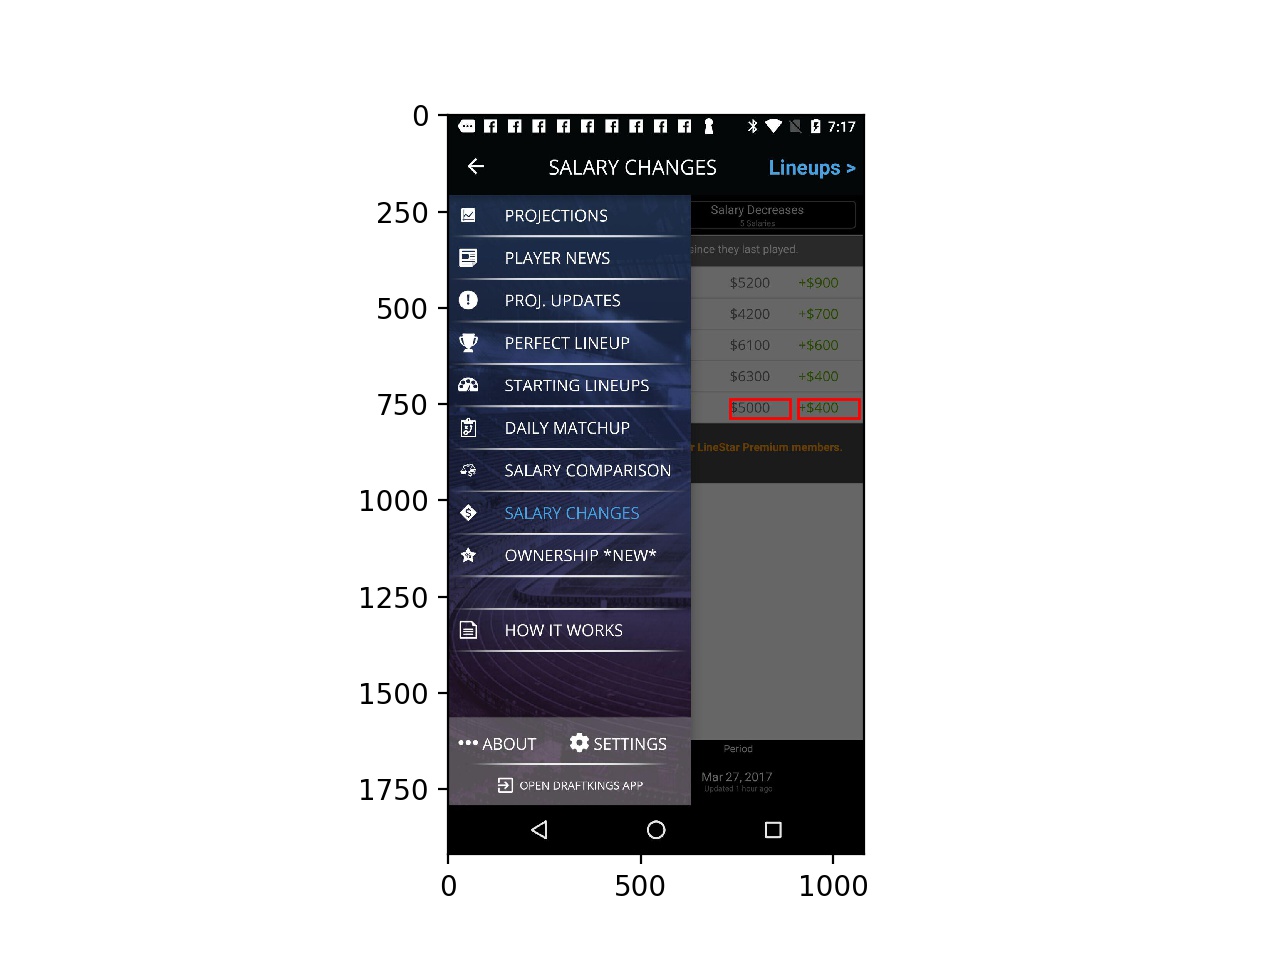 0
250
500
750
1000
1250
1500
1750
0 500 1000
7:17
SALARY CHANGES
Lineups >
PROJECTIONS
PLAYER NEWS
PROJ. UPDATES
PERFECT LINEUP
STARTING LINEUPS
DAILY MATCHUP
SALARY COMPARISON
SALARY CHANGES
OWNERSHIP *NEW*
HOW IT WORKS
ABOUT
SETTINGS
OPEN DRAFTKINGS APP
Salary Decreases
5 Salaries
since they last played.
$5200 +$900
$4200 +$700
$6100 +$600
$6300 +$400
$5000 +$400
r LineStar Premium members.
Period
Mar 27, 2017
Updated 1 hour ago